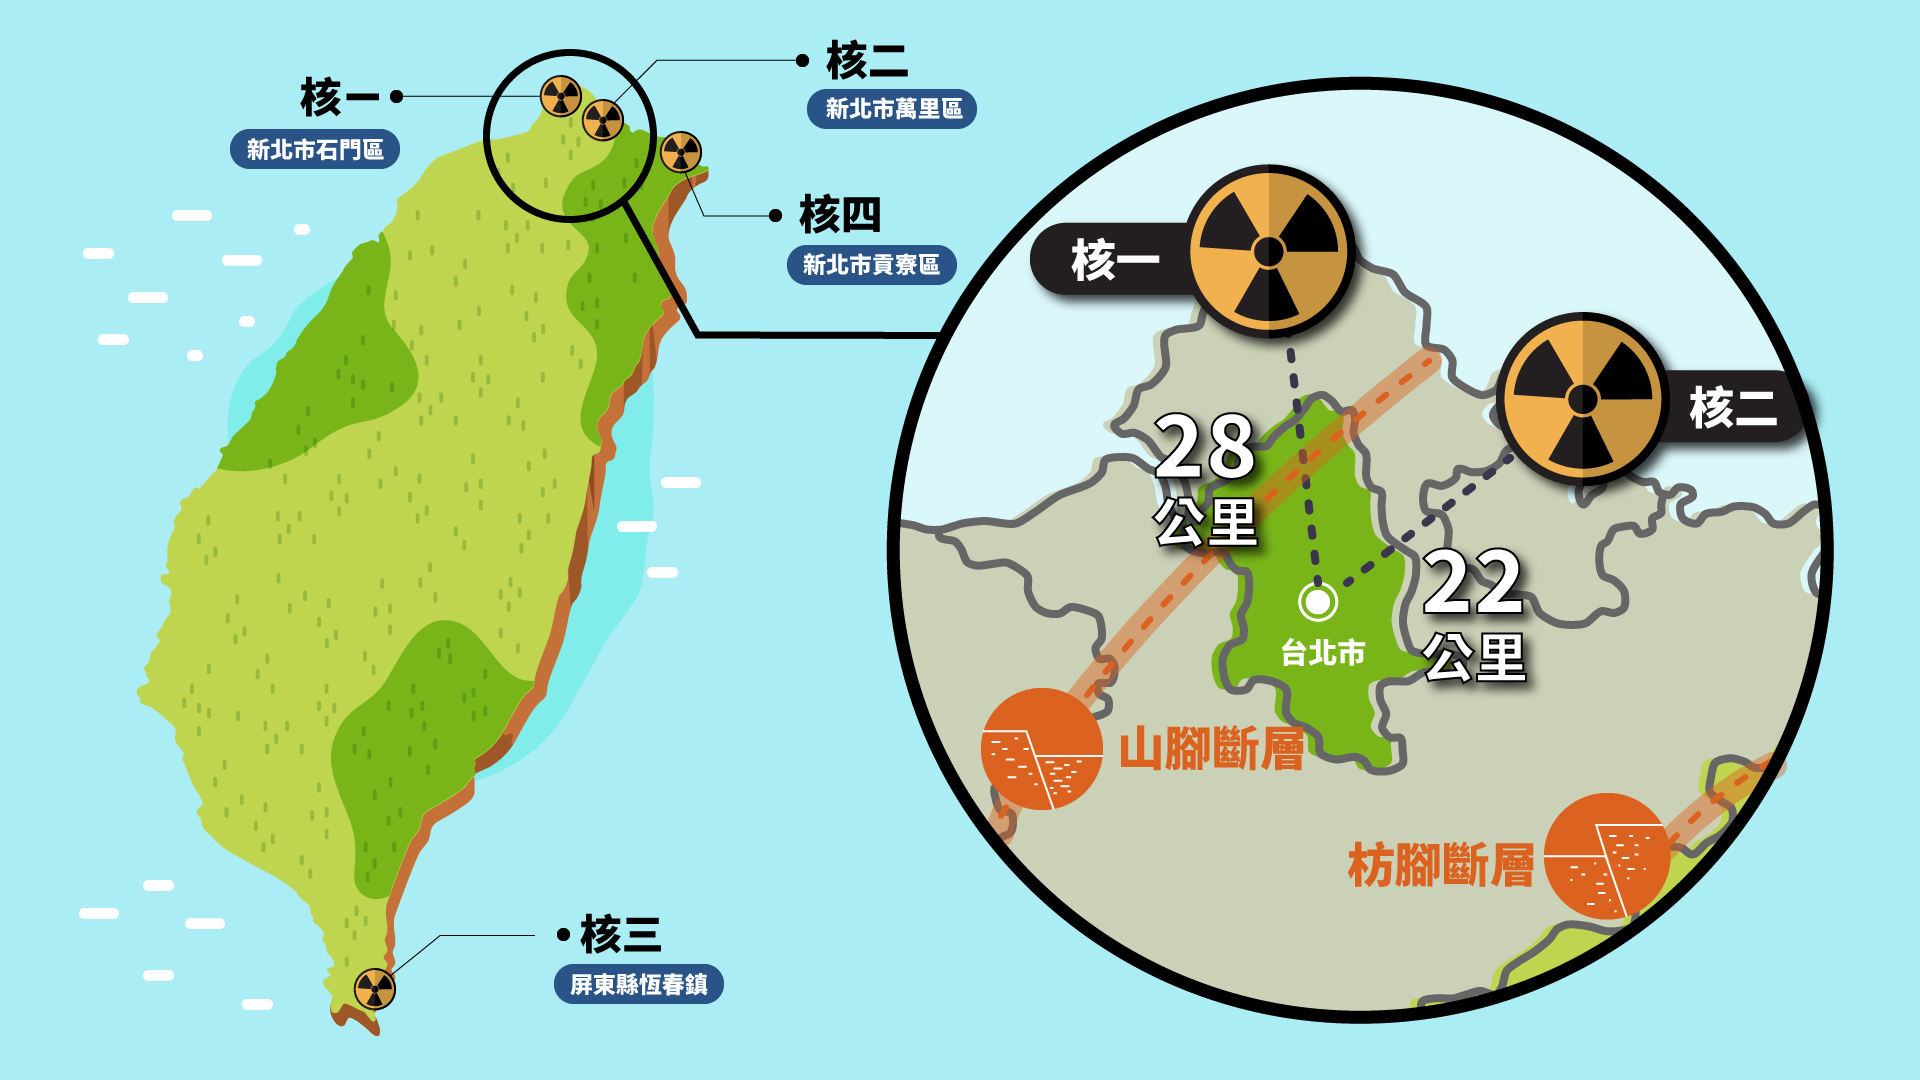 核一
新北市石門區
核二
新北市萬里區
核四
新北市貢寮區
核三
屏東縣恆春鎮
核一
核二
28
公里
22
公里
台北市
山腳斷層
枋腳斷層